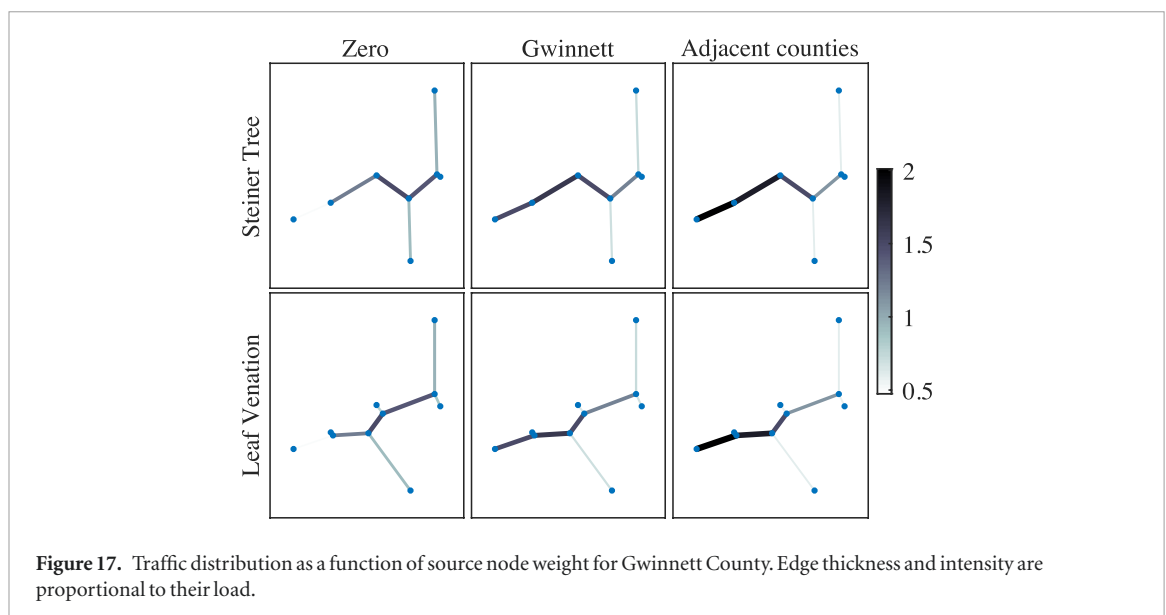 Zero Gwinnett Adjacent counties
Steiner Tree
Leaf Venation
2
1.5
1
0.5
Figure 17. Traffic distribution as a function of source node weight for Gwinnett County. Edge thickness and intensity are
proportional to their load.